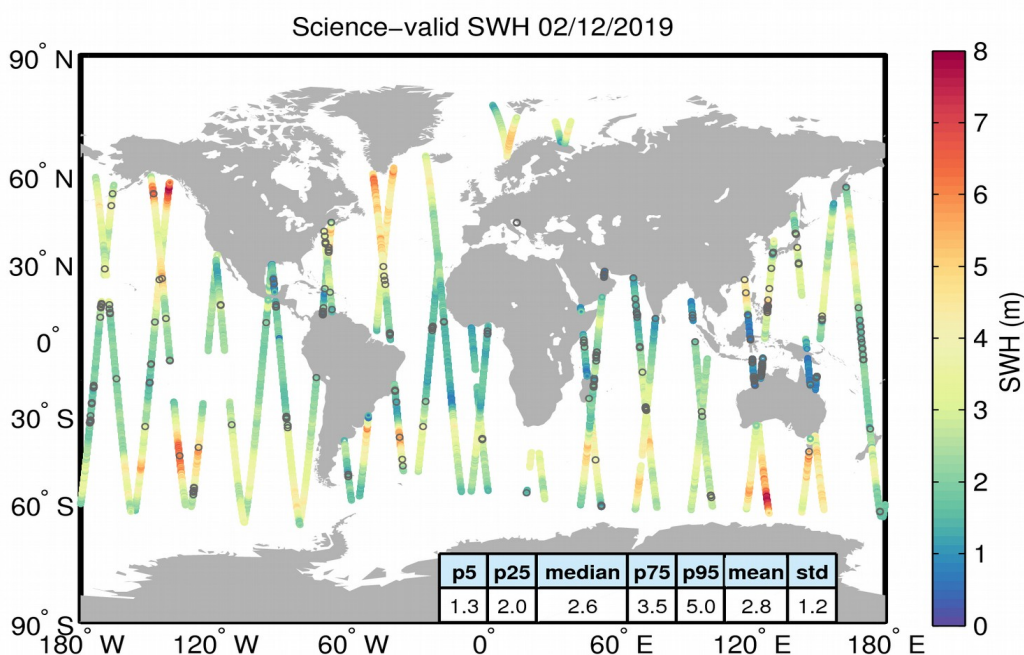 Science−valid SWH 02/12/2019
90° N
60° N
30° N
0°
30° S
60° S
90° S
180° W
120° W
60° W
0°
60° E
120° E
180° E
p5 p25 median p75 p95 mean std
1.3 2.0 2.6 3.5 5.0 2.8 1.2
8
7
6
5
4
3
2
1
0
SWH (m)